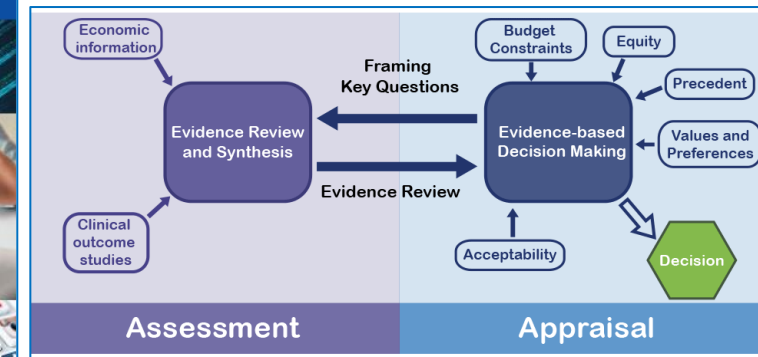 Economic
information
Clinical
outcome
studies
Evidence Review
and Synthesis
Framing
Key Questions
Evidence Review
Budget
Constraints
Equity
Precedent
Values and
Preferences
Acceptability
Evidence-based
Decision Making
Decision
Assessment
Appraisal